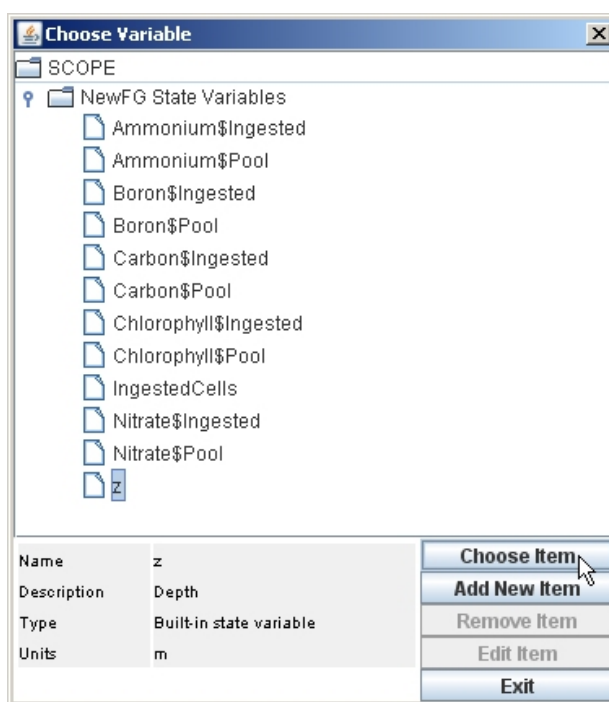 Choose Variable
SCOPE
NewFG State Variables
Ammonium$Ingested
Ammonium$Pool
Boron$Ingested
Boron$Pool
Carbon$Ingested
Carbon$Pool
Chlorophyll$Ingested
Chlorophyll$Pool
IngestedCells
Nitrate$Ingested
Nitrate$Pool
z
Name z
Description Depth
Type Built-in state variable
Units m
Choose Item
Add New Item
Remove Item
Edit Item
Exit